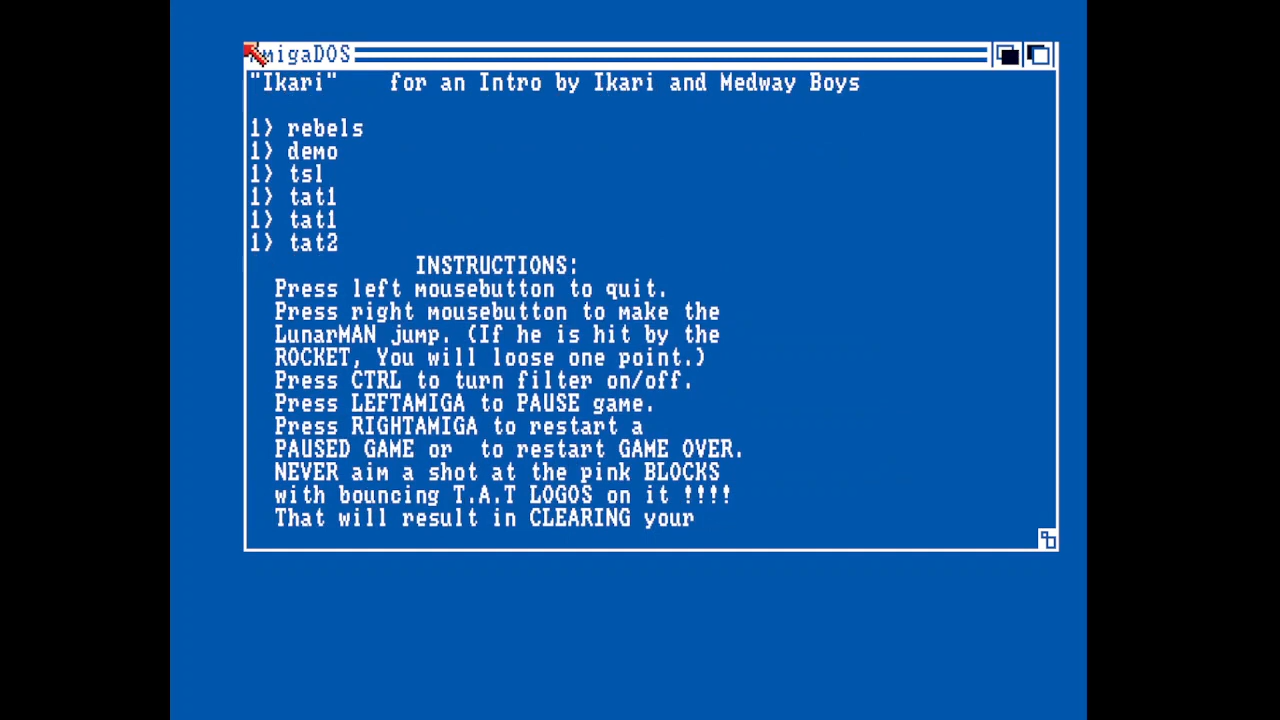 AmigaDOS
"Ikari" for an Intro by Ikari and Medway Boys
1> rebels
1> demo
1> tsl
1> tat1
1> tat1
1> tat2
INSTRUCTIONS:
Press left mousebutton to quit.
Press right mousebutton to make the
LunarMAN jump. (If he is hit by the
ROCKET, You will loose one point.)
Press CTRL to turn filter on/off.
Press LEFTAMIGA to PAUSE game.
Press RIGHTAMIGA to restart a
PAUSED GAME or to restart GAME OVER.
NEVER aim a shot at the pink BLOCKS
with bouncing T.A.T LOGOS on it !!!!
That will result in CLEARING your